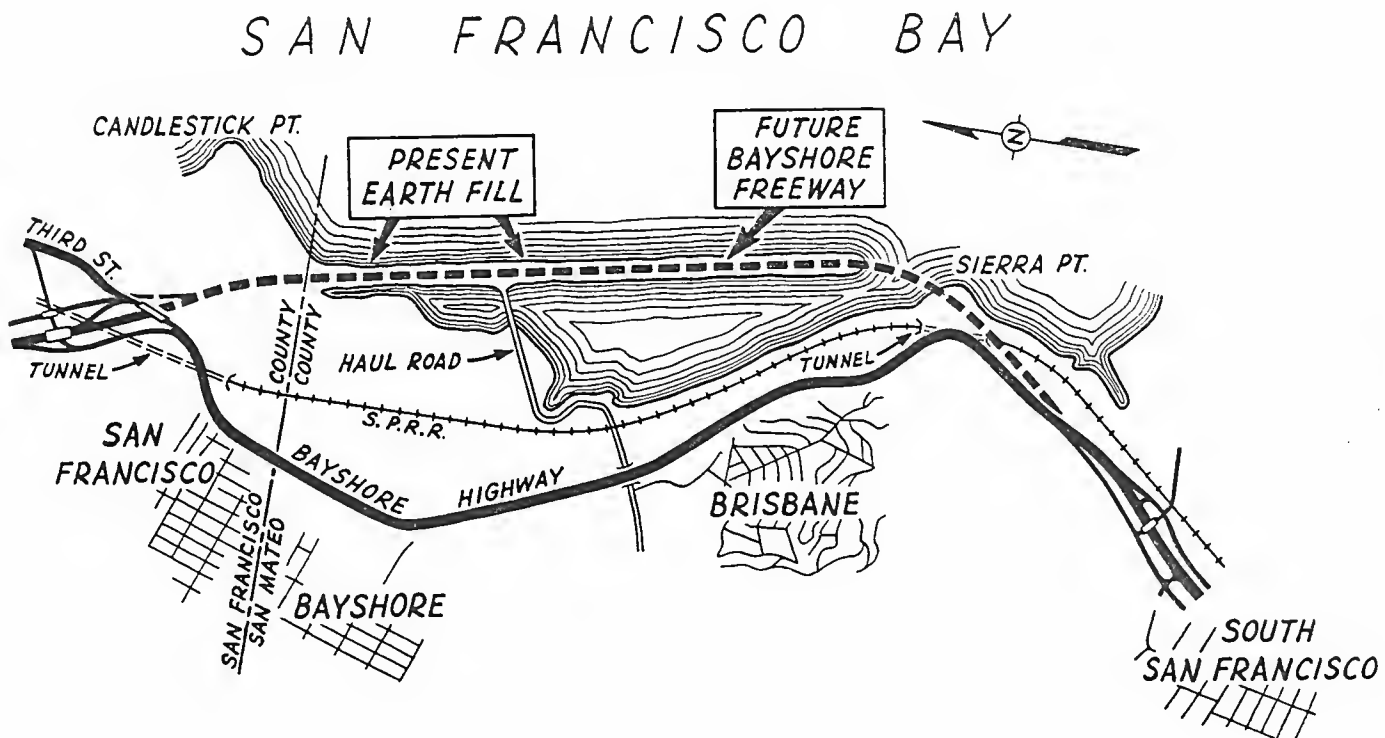 SAN FRANCISCO BAY
CANDLESTICK PT.
PRESENT
EARTH FILL
FUTURE
BAYSHORE
FREEWAY
N
THIRD
ST.
SIERRA PT.
TUNNEL
COUNTY
COUNTY
HAUL ROAD
TUNNEL
S.P.R.R.
SAN
FRANCISCO
BAYSHORE
HIGHWAY
BRISBANE
SAN FRANCISCO
SAN MATEO
BAYSHORE
SOUTH
SAN FRANCISCO